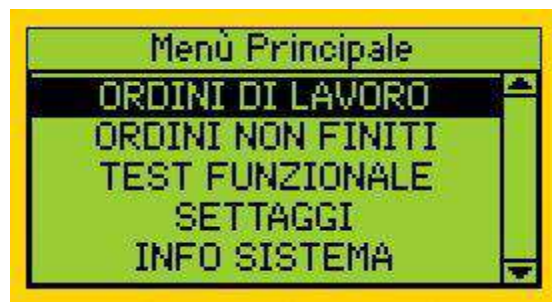 Menù Principale
ORDINI DI LAVORO
ORDINI NON FINITI
TEST FUNZIONALE
SETTAGGI
INFO SISTEMA